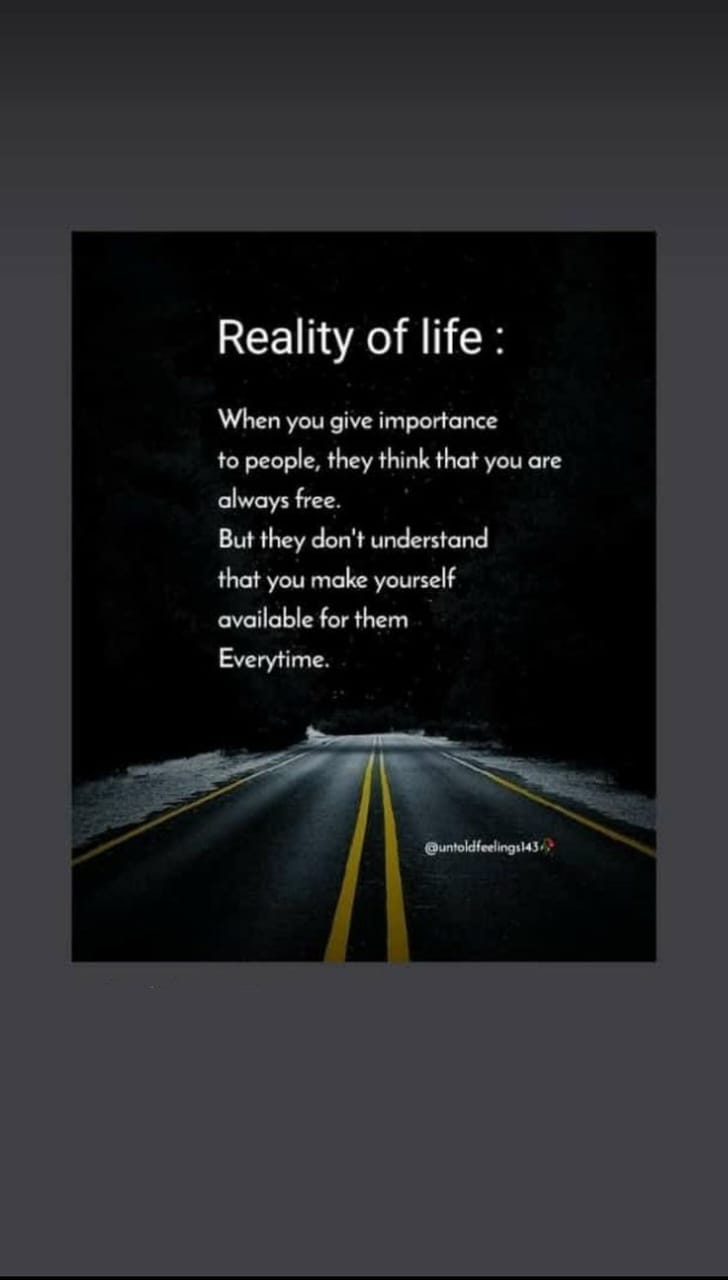 Reality of life :
When you give importance
to people, they think that you are
always free.
But they don't understand
that you make yourself
available for them
Everytime.
@untoldfeelings143🥀